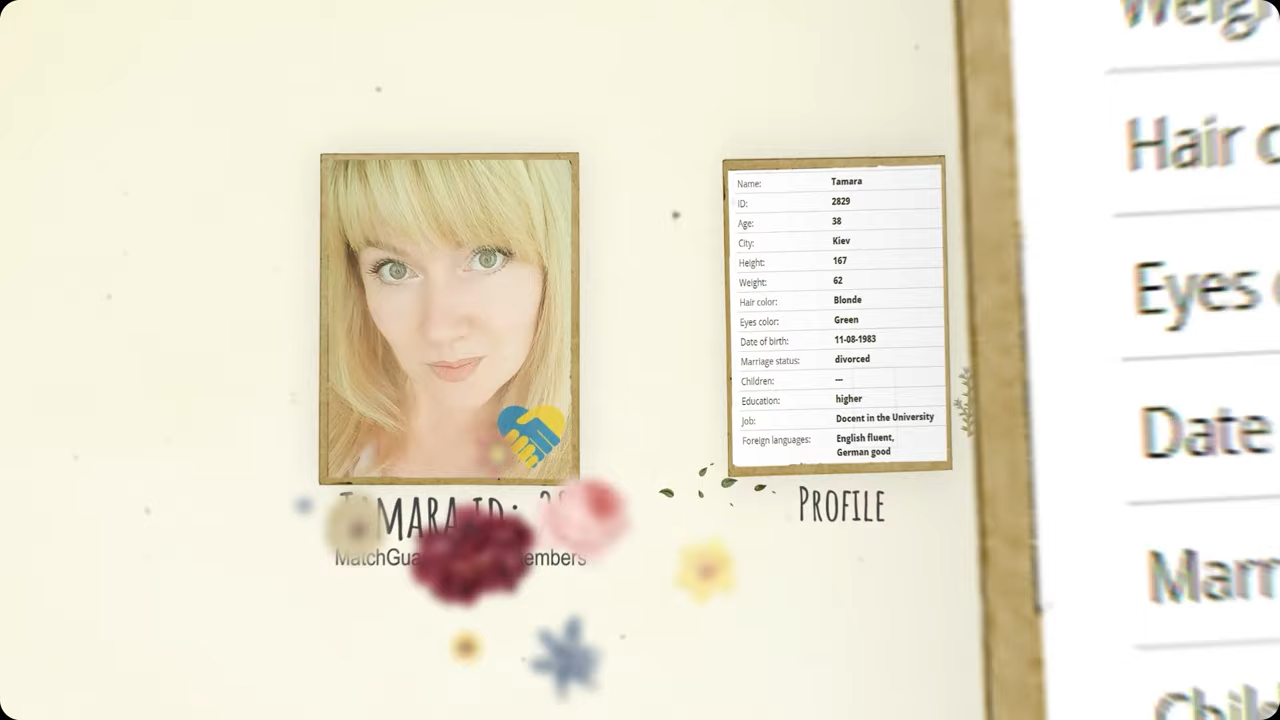 Name: Tamara
ID: 2829
Age: 38
City: Kiev
Height: 167
Weight: 62
Hair color: Blonde
Eyes color: Green
Date of birth: 11-08-1983
Marriage status: divorced
Children: ---
Education: higher
Job: Docent in the University
Foreign languages: English fluent,
German good
TAMARA ID:
PROFILE
Hair
Eyes
Date